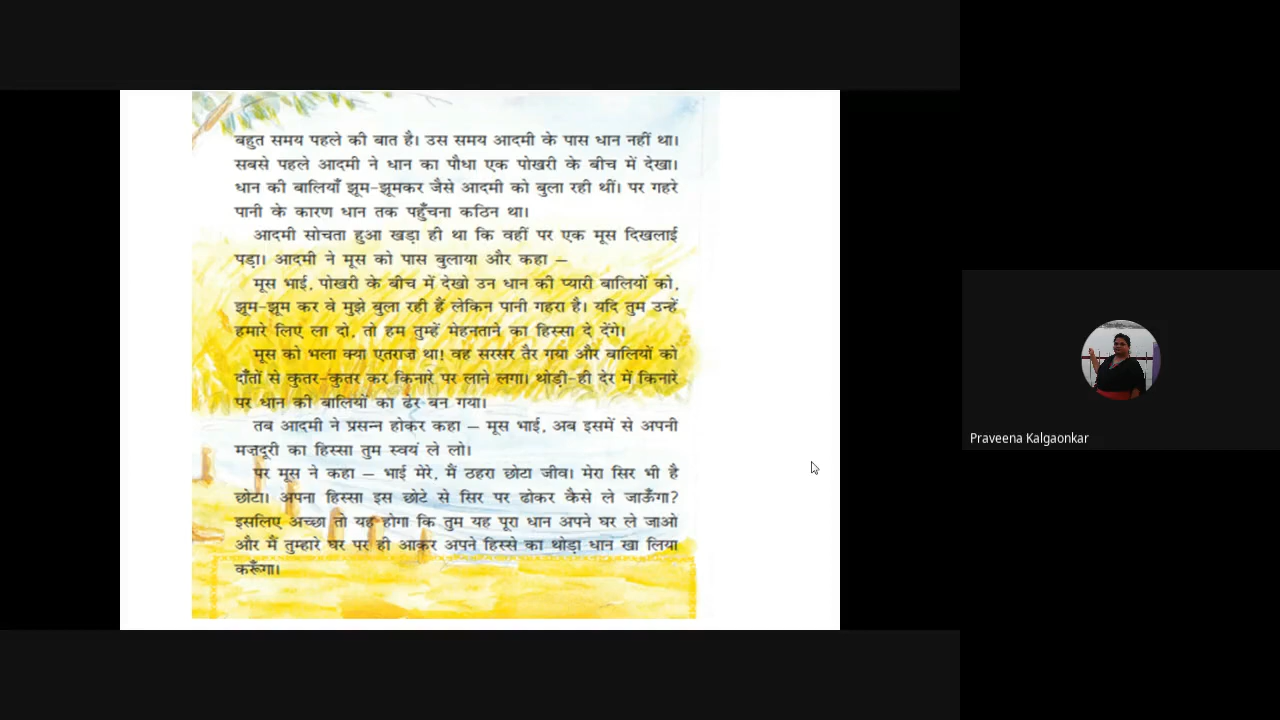 बहुत समय पहले की बात है। उस समय आदमी के पास धान नहीं था।
सबसे पहले आदमी ने धान का पौधा एक पोखरी के बीच में देखा।
धान की बालियाँ झूम-झूमकर जैसे आदमी को बुला रही थीं। पर गहरे
पानी के कारण धान तक पहुँचना कठिन था।
आदमी सोचता हुआ खड़ा ही था कि वहीं पर एक मूस दिखलाई
पड़ा। आदमी ने मूस को पास बुलाया और कहा –
मूस भाई, पोखरी के बीच में देखो उन धान की प्यारी बालियों को,
झूम-झूम कर वे मुझे बुला रही हैं लेकिन पानी गहरा है। यदि तुम उन्हें
हमारे लिए ला दो, तो हम तुम्हें मेहनताने का हिस्सा दे देंगे।
मूस को भला क्या एतराज़ था! वह सरसर तैर गया और बालियों को
दाँतों से कुतर-कुतर कर किनारे पर लाने लगा। थोड़ी-ही देर में किनारे
पर धान की बालियों का ढेर बन गया।
तब आदमी ने प्रसन्न होकर कहा – मूस भाई, अब इसमें से अपनी
मज़दूरी का हिस्सा तुम स्वयं ले लो।
पर मूस ने कहा – भाई मेरे, मैं ठहरा छोटा जीव। मेरा सिर भी है
छोटा। अपना हिस्सा इस छोटे से सिर पर ढोकर कैसे ले जाऊँगा?
इसलिए अच्छा तो यह होगा कि तुम यह पूरा धान अपने घर ले जाओ
और मैं तुम्हारे घर पर ही आकर अपने हिस्से का थोड़ा धान खा लिया
करूँगा।
Praveena Kalgaonkar